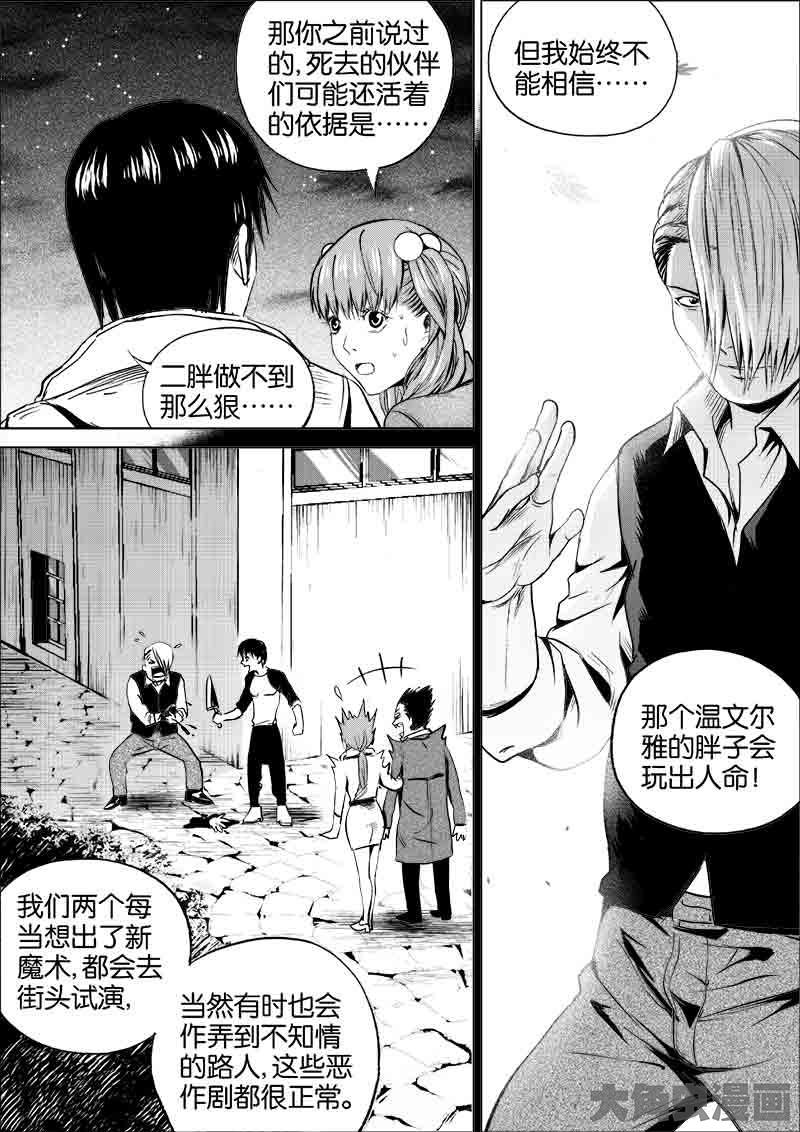 那你之前说过
的,死去的伙伴
们可能还活着
的依据是……
二胖做不到
那么狠……
但我始终不
能相信……
那个温文尔
雅的胖子会
玩出人命!
我们两个每
当想出了新
魔术,都会去
街头试演,
当然有时也会
作弄到不知情
的路人,这些恶
作剧都很正常。
大鱼虫漫画